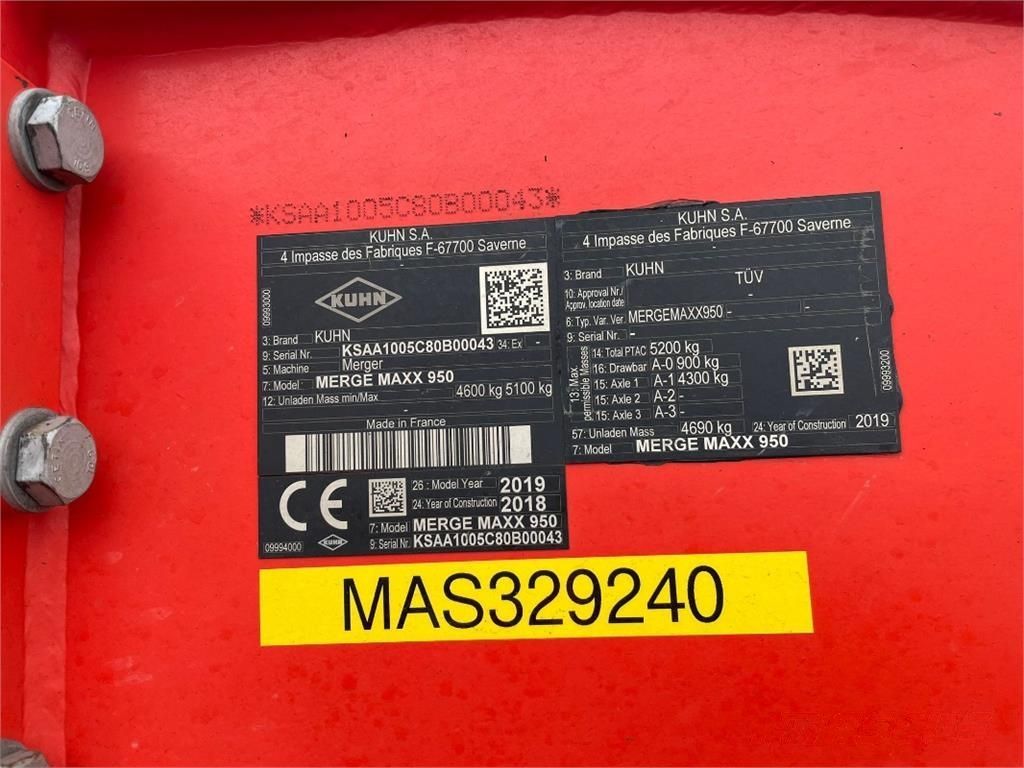 *KSAA1005C80B00043*
KUHN S.A.
4 Impasse des Fabriques F-67700 Saverne
-
09993000
KUHN
3: Brand KUHN
9: Serial Nr. KSAA1005C80B00043 34: Ex -
5: Machine Merger
7: Model: MERGE MAXX 950
12: Unladen Mass min/Max 4600 kg 5100 kg
-
Made in France
CE
26 : Model Year 2019
24: Year of Construction 2018
7: Model MERGE MAXX 950
9: Serial Nr. KSAA1005C80B00043
09994000 KUHN
KUHN S.A.
4 Impasse des Fabriques F-67700 Saverne
-
3: Brand KUHN
TÜV
10: Approval Nr./ -
Approv. location date -
6: Typ. Var. Ver. MERGEMAXX950 - -
9: Serial Nr. -
13: Max. permissible Masses
14: Total PTAC 5200 kg
16: Drawbar A-0 900 kg
15: Axle 1 A-1 4300 kg
15: Axle 2 A-2 -
15: Axle 3 A-3 -
09993200
57: Unladen Mass 4690 kg 24: Year of Construction 2019
7: Model MERGE MAXX 950
MAS329240